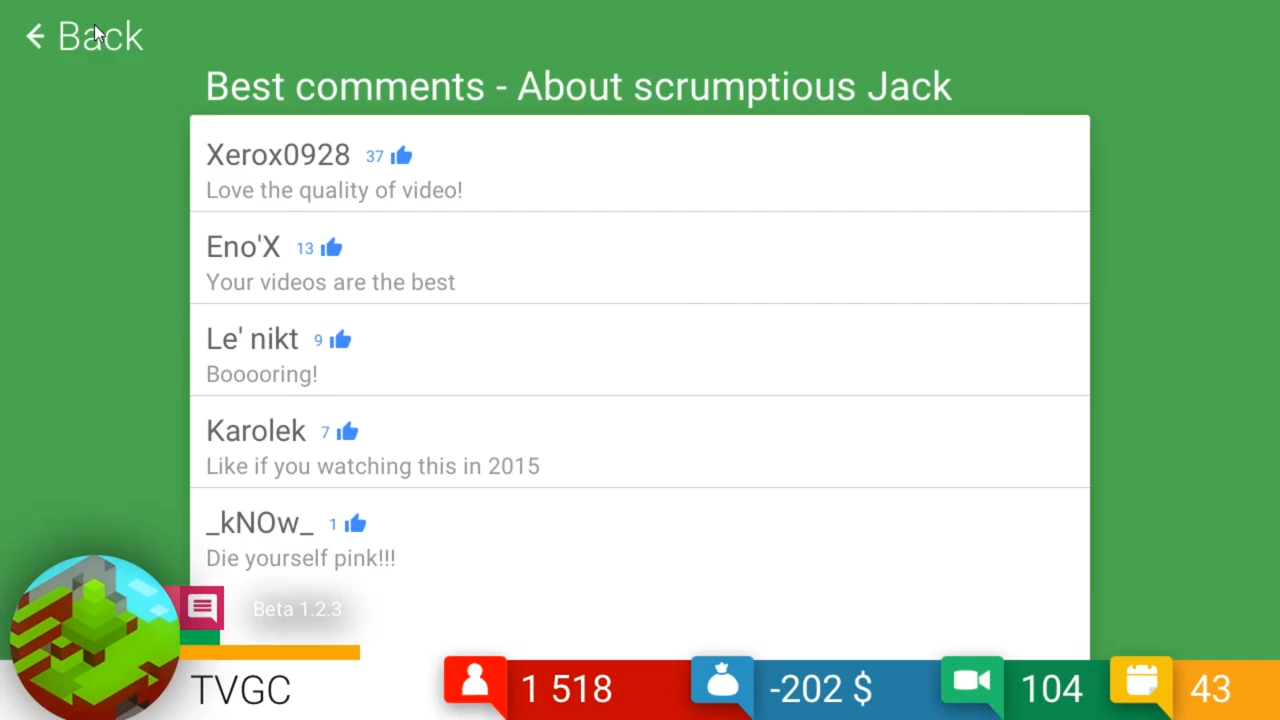 Back
Best comments - About scrumptious Jack
Xerox0928 37
Love the quality of video!
Eno'X 13
Your videos are the best
Le' nikt 9
Booooring!
Karolek 7
Like if you watching this in 2015
_kNOw_ 1
Die yourself pink!!!
Beta 1.2.3
TVGC
1 518
-202 $
104
43